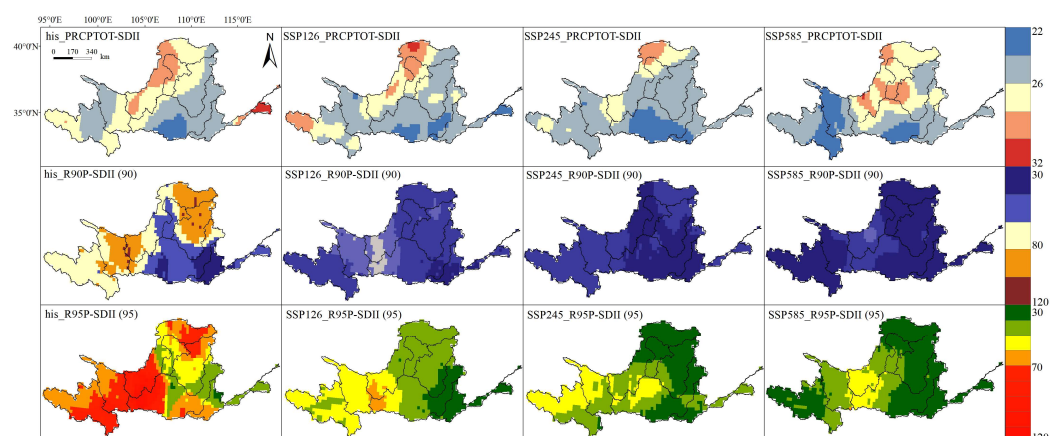 95°0'E 100°0'E 105°0'E 110°0'E 115°0'E
his_PRCPTOT-SDII
SSP126_PRCPTOT-SDII
SSP245_PRCPTOT-SDII
SSP585_PRCPTOT-SDII
22
40°0'N
0 170 340
km
N
26
35°0'N
32
his_R90P-SDII (90)
SSP126_R90P-SDII (90)
SSP245_R90P-SDII (90)
SSP585_R90P-SDII (90)
30
80
120
his_R95P-SDII (95)
SSP126_R95P-SDII (95)
SSP245_R95P-SDII (95)
SSP585_R95P-SDII (95)
30
70